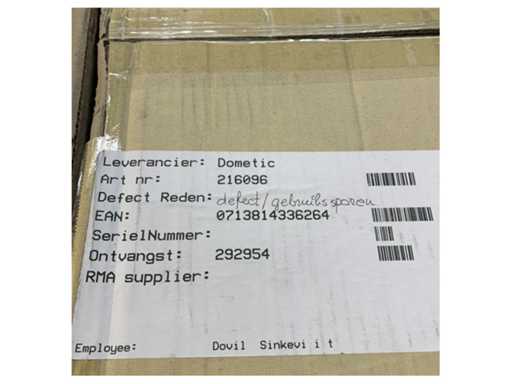 Leverancier: Dometic
Art nr: 216096
Defect Reden: defect/gebruikssporen
EAN: 0713814336264
SerielNummer:
Ontvangst: 292954
RMA supplier:
Employee: Dovil Sinkevi i t